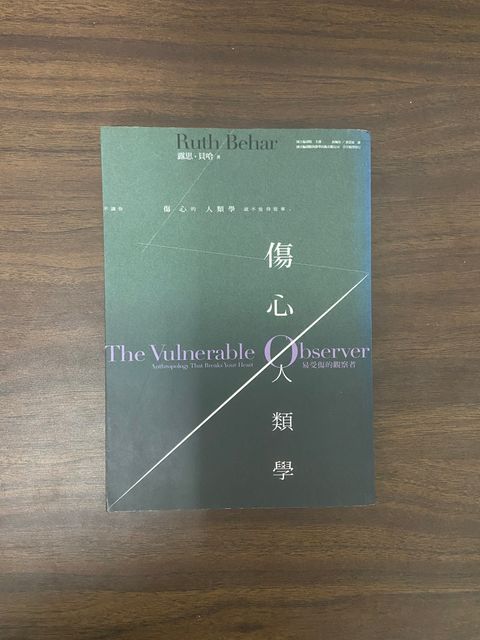 Ruth Behar
露思·貝哈 著
傷心的人類學
傷心人類學
The Vulnerable Observer
Anthropology That Breaks Your Heart
易受傷的觀察者